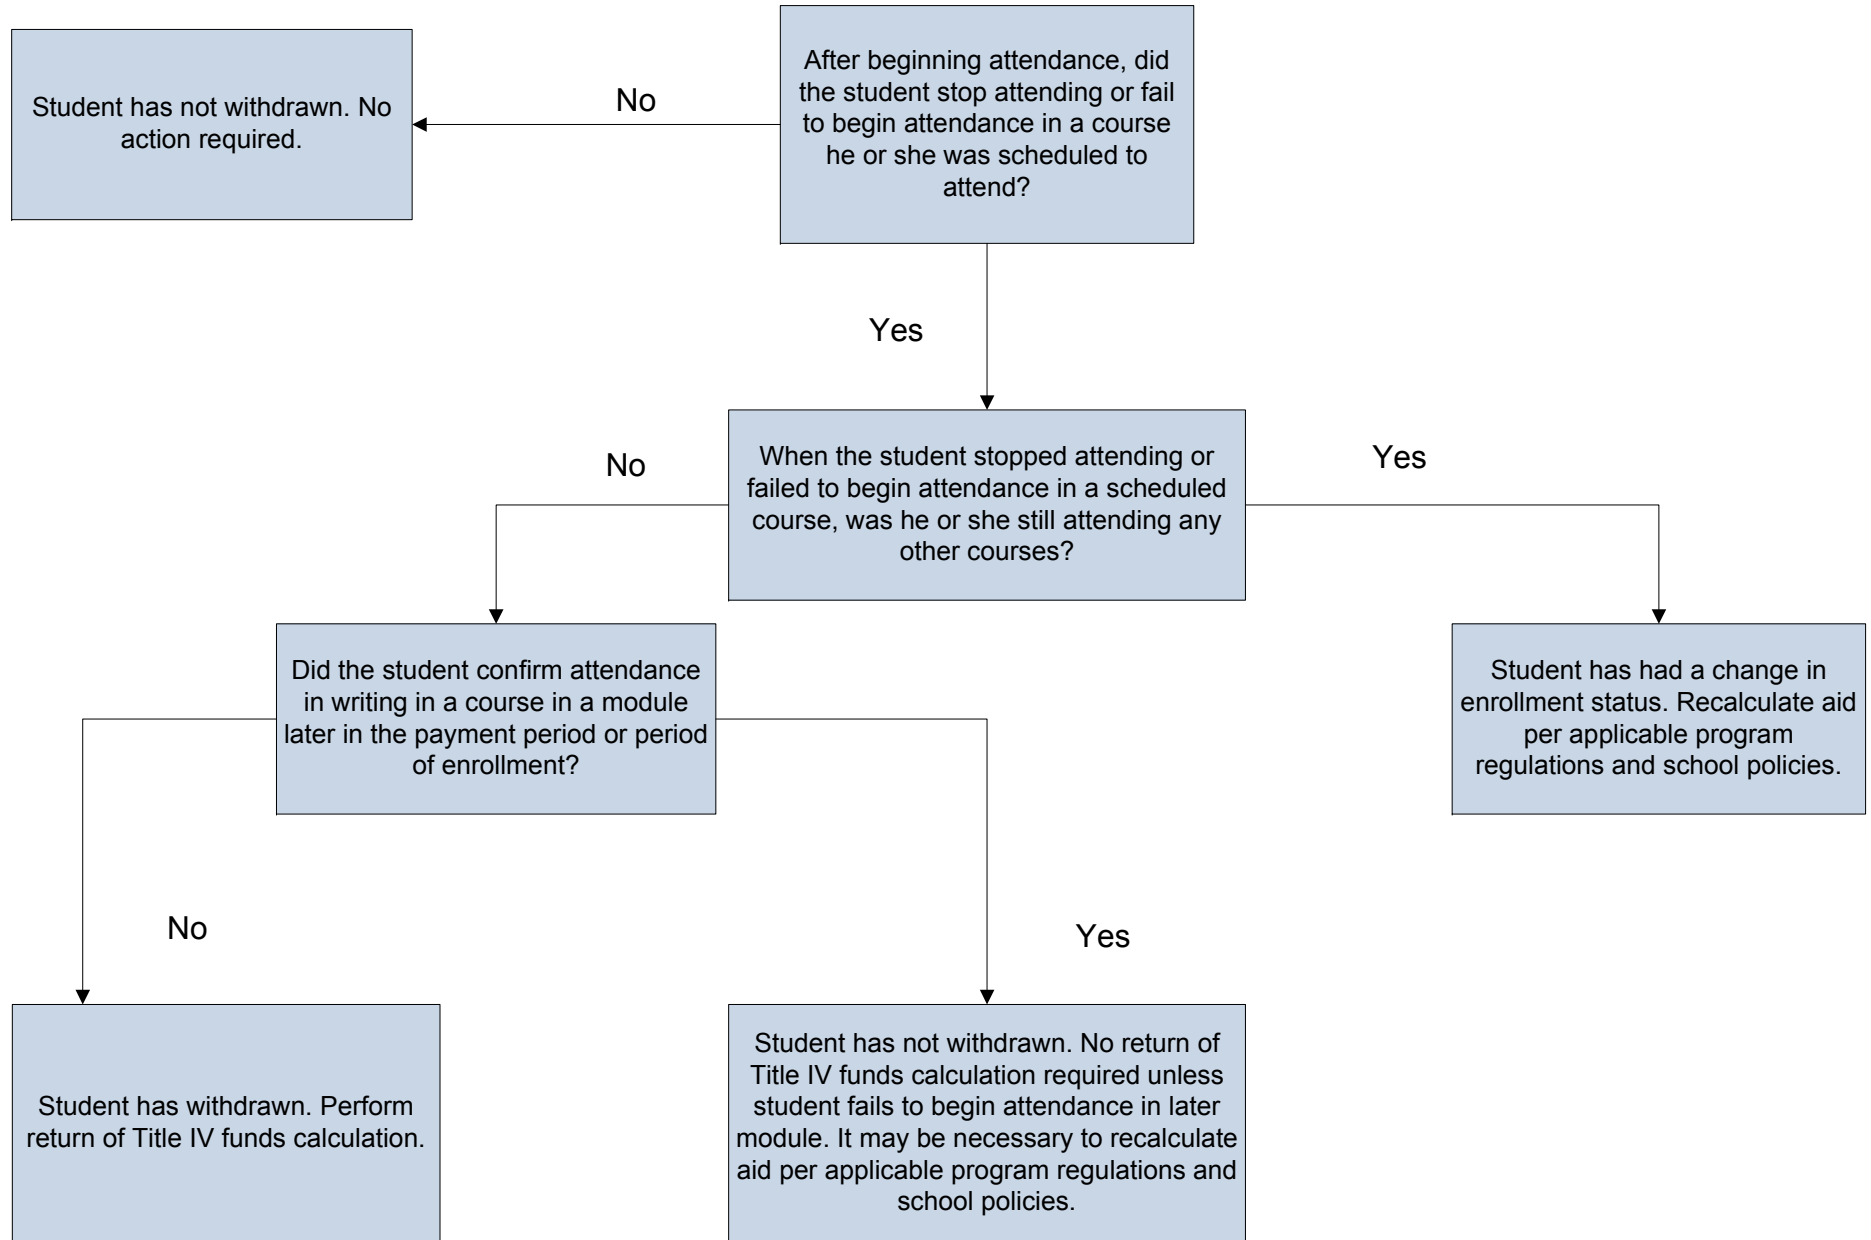 After beginning attendance, did
the student stop attending or fail
to begin attendance in a course
he or she was scheduled to
attend?
No
Student has not withdrawn. No
action required.
Yes
When the student stopped attending or
failed to begin attendance in a scheduled
course, was he or she still attending any
other courses?
No
Yes
Did the student confirm attendance
in writing in a course in a module
later in the payment period or period
of enrollment?
Student has had a change in
enrollment status. Recalculate aid
per applicable program
regulations and school policies.
No
Yes
Student has withdrawn. Perform
return of Title IV funds calculation.
Student has not withdrawn. No return of
Title IV funds calculation required unless
student fails to begin attendance in later
module. It may be necessary to recalculate
aid per applicable program regulations and
school policies.